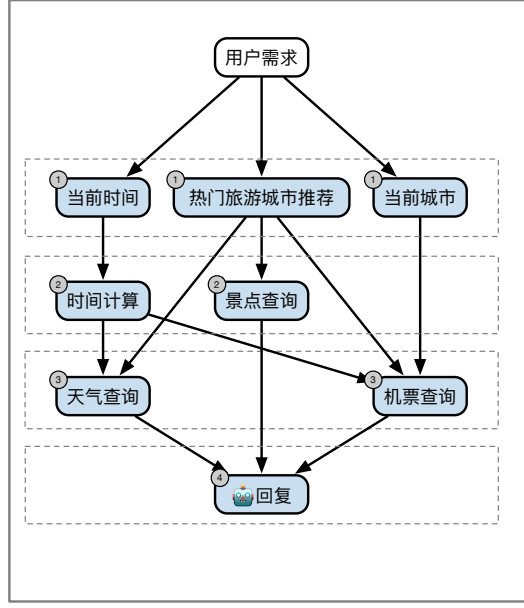 用户需求
1 当前时间
1 热门旅游城市推荐
1 当前城市
2 时间计算
2 景点查询
3 天气查询
3 机票查询
4 🤖回复